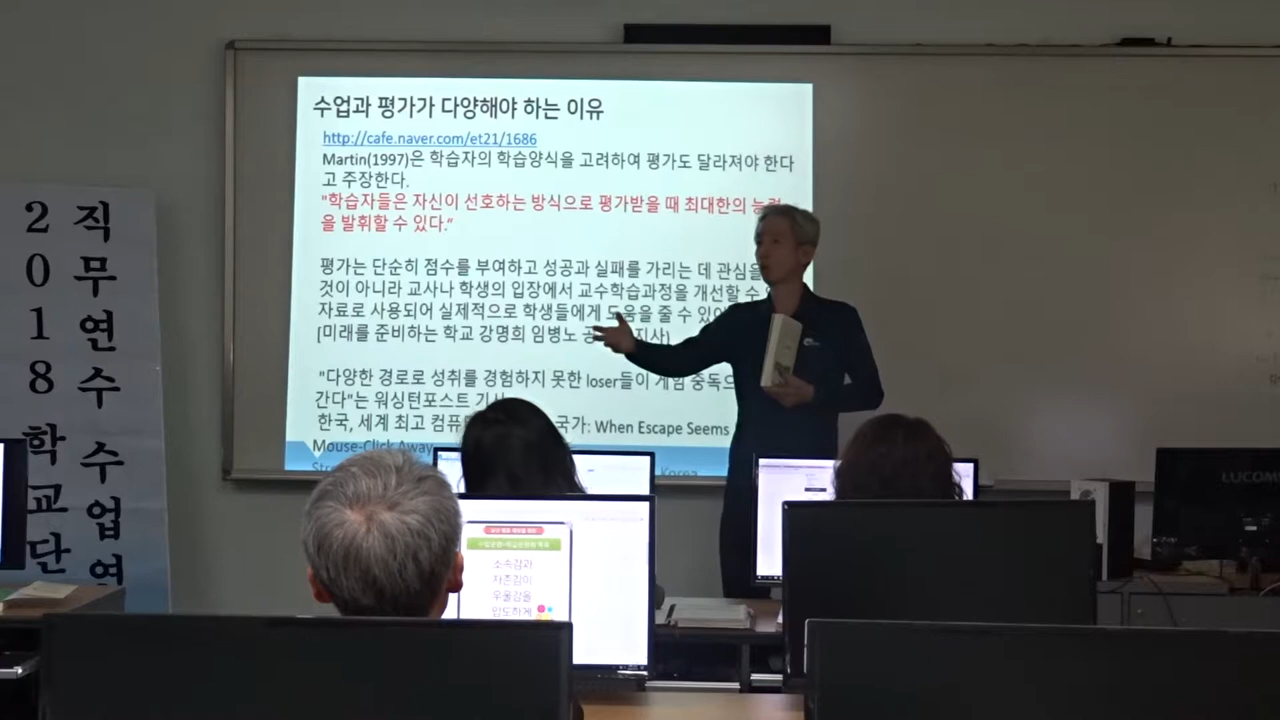 수업과 평가가 다양해야 하는 이유
http://cafe.naver.com/et21/1686
Martin(1997)은 학습자의 학습양식을 고려하여 평가도 달라져야 한다
고 주장한다.
"학습자들은 자신이 선호하는 방식으로 평가받을 때 최대한의
을 발휘할 수 있다."
평가는 단순히 점수를 부여하고 성공과 실패를 가리는 데 관심을
것이 아니라 교사나 학생의 입장에서 교수학습과정을 개선할 수
자료로 사용되어 실제적으로 학생들에게 도움을 줄 수
[미래를 준비하는 학교 강명희 임병노
"다양한 경로로 성취를 경험하지 못한 loser들이 게임
간다"는 워싱턴포스트
한국, 세계 최고 국가: When Escape Seems
Mouse-Click Away
Korea
직무연수 수업연
2018 학교단
소속감과
자존감이
우울감을
압도하게
LUCOM